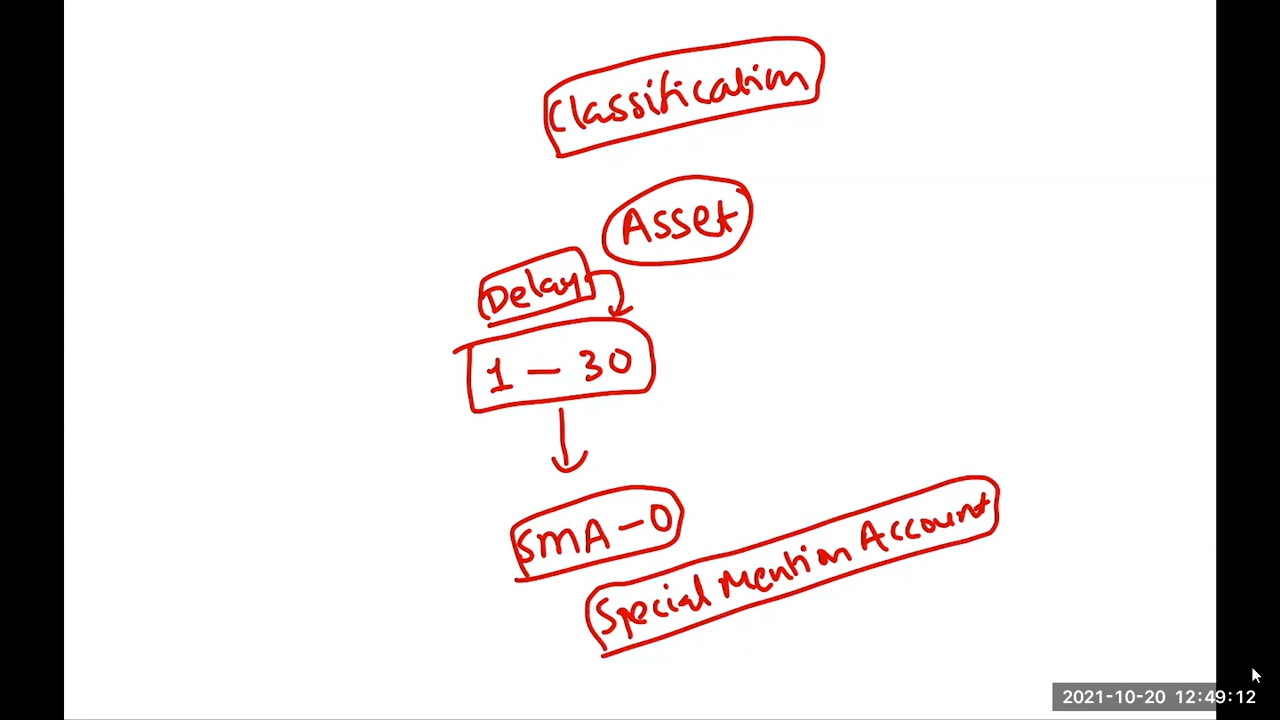 Classification
Asset
Delay
1 - 30
SMA - 0
Special Mention Account
2021-10-20 12:49:12